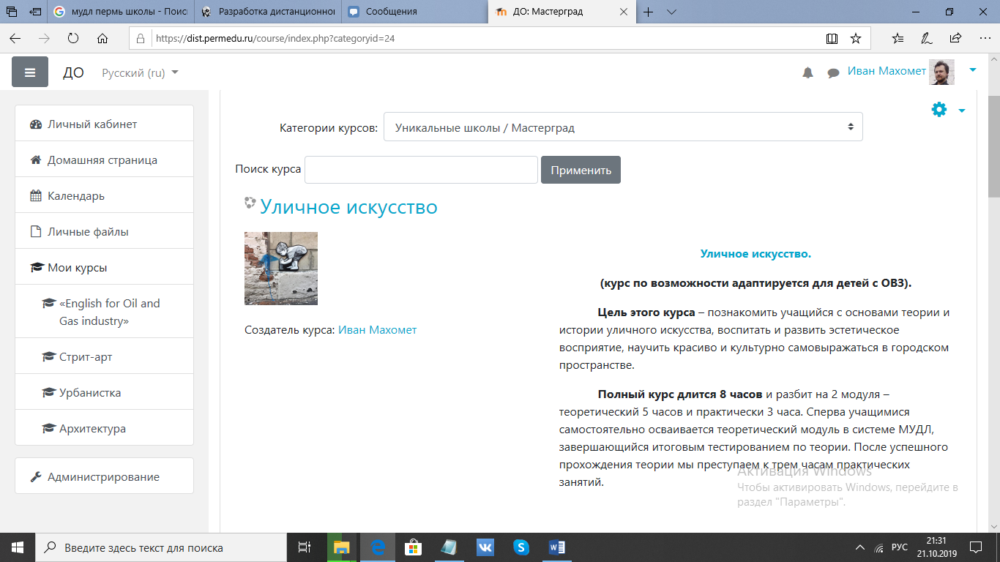 мудл пермь школы - Поис
Разработка дистанционног
Сообщения
ДО: Мастерград
https://dist.permedu.ru/course/index.php?categoryid=24
ДО
Русский (ru)
Иван Махомет
Личный кабинет
Домашняя страница
Календарь
Личные файлы
Мои курсы
«English for Oil and
Gas industry»
Стрит-арт
Урбанистка
Архитектура
Администрирование
Категории курсов:
Уникальные школы / Мастерград
Поиск курса
Применить
Уличное искусство
Создатель курса: Иван Махомет
Уличное искусство.
(курс по возможности адаптируется для детей с ОВЗ).
Цель этого курса – познакомить учащийся с основами теории и
истории уличного искусства, воспитать и развить эстетическое
восприятие, научить красиво и культурно самовыражаться в городском
пространстве.
Полный курс длится 8 часов и разбит на 2 модуля –
теоретический 5 часов и практически 3 часа. Сперва учащимися
самостоятельно осваивается теоретический модуль в системе МУДЛ,
завершающийся итоговым тестированием по теории. После успешного
прохождения теории мы преступаем к трем часам практических
занятий.
Активация Windows
Чтобы активировать Windows, перейдите в
раздел "Параметры".
Введите здесь текст для поиска
РУС
21:31
21.10.2019